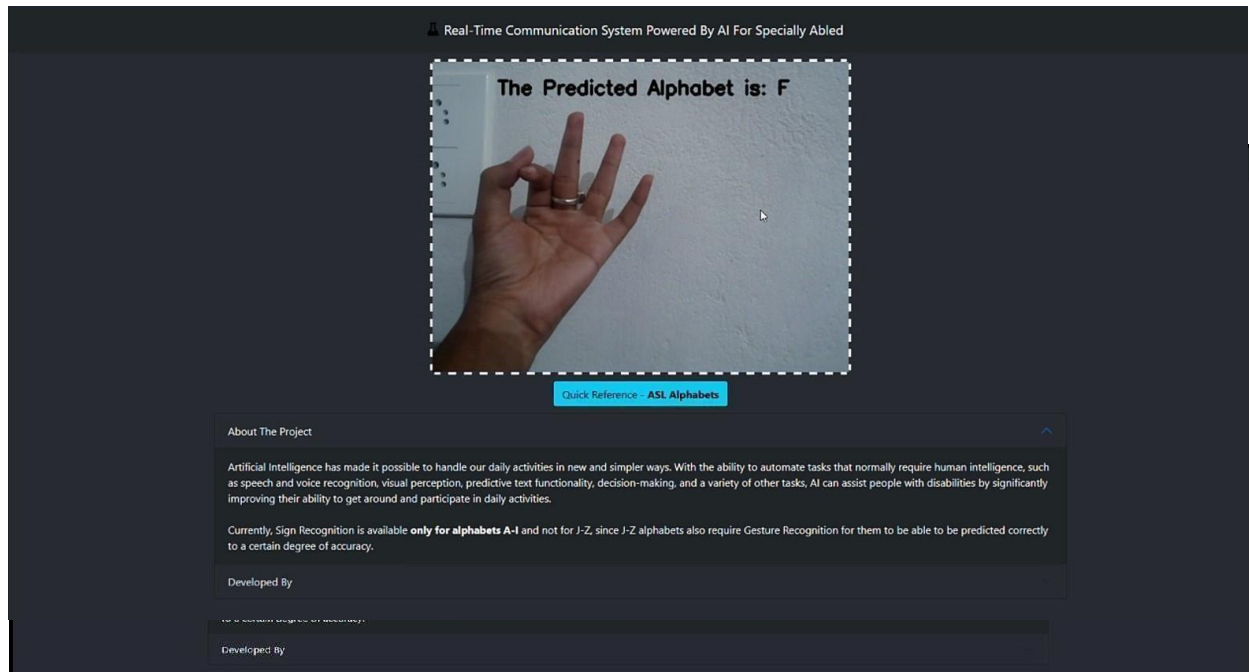 Real-Time Communication System Powered By AI For Specially Abled
The Predicted Alphabet is: F
Quick Reference - ASL Alphabets
About The Project
Artificial Intelligence has made it possible to handle our daily activities in new and simpler ways. With the ability to automate tasks that normally require human intelligence, such
as speech and voice recognition, visual perception, predictive text functionality, decision-making, and a variety of other tasks, AI can assist people with disabilities by significantly
improving their ability to get around and participate in daily activities.
Currently, Sign Recognition is available only for alphabets A-I and not for J-Z, since J-Z alphabets also require Gesture Recognition for them to be able to be predicted correctly
to a certain degree of accuracy.
Developed By
Developed By